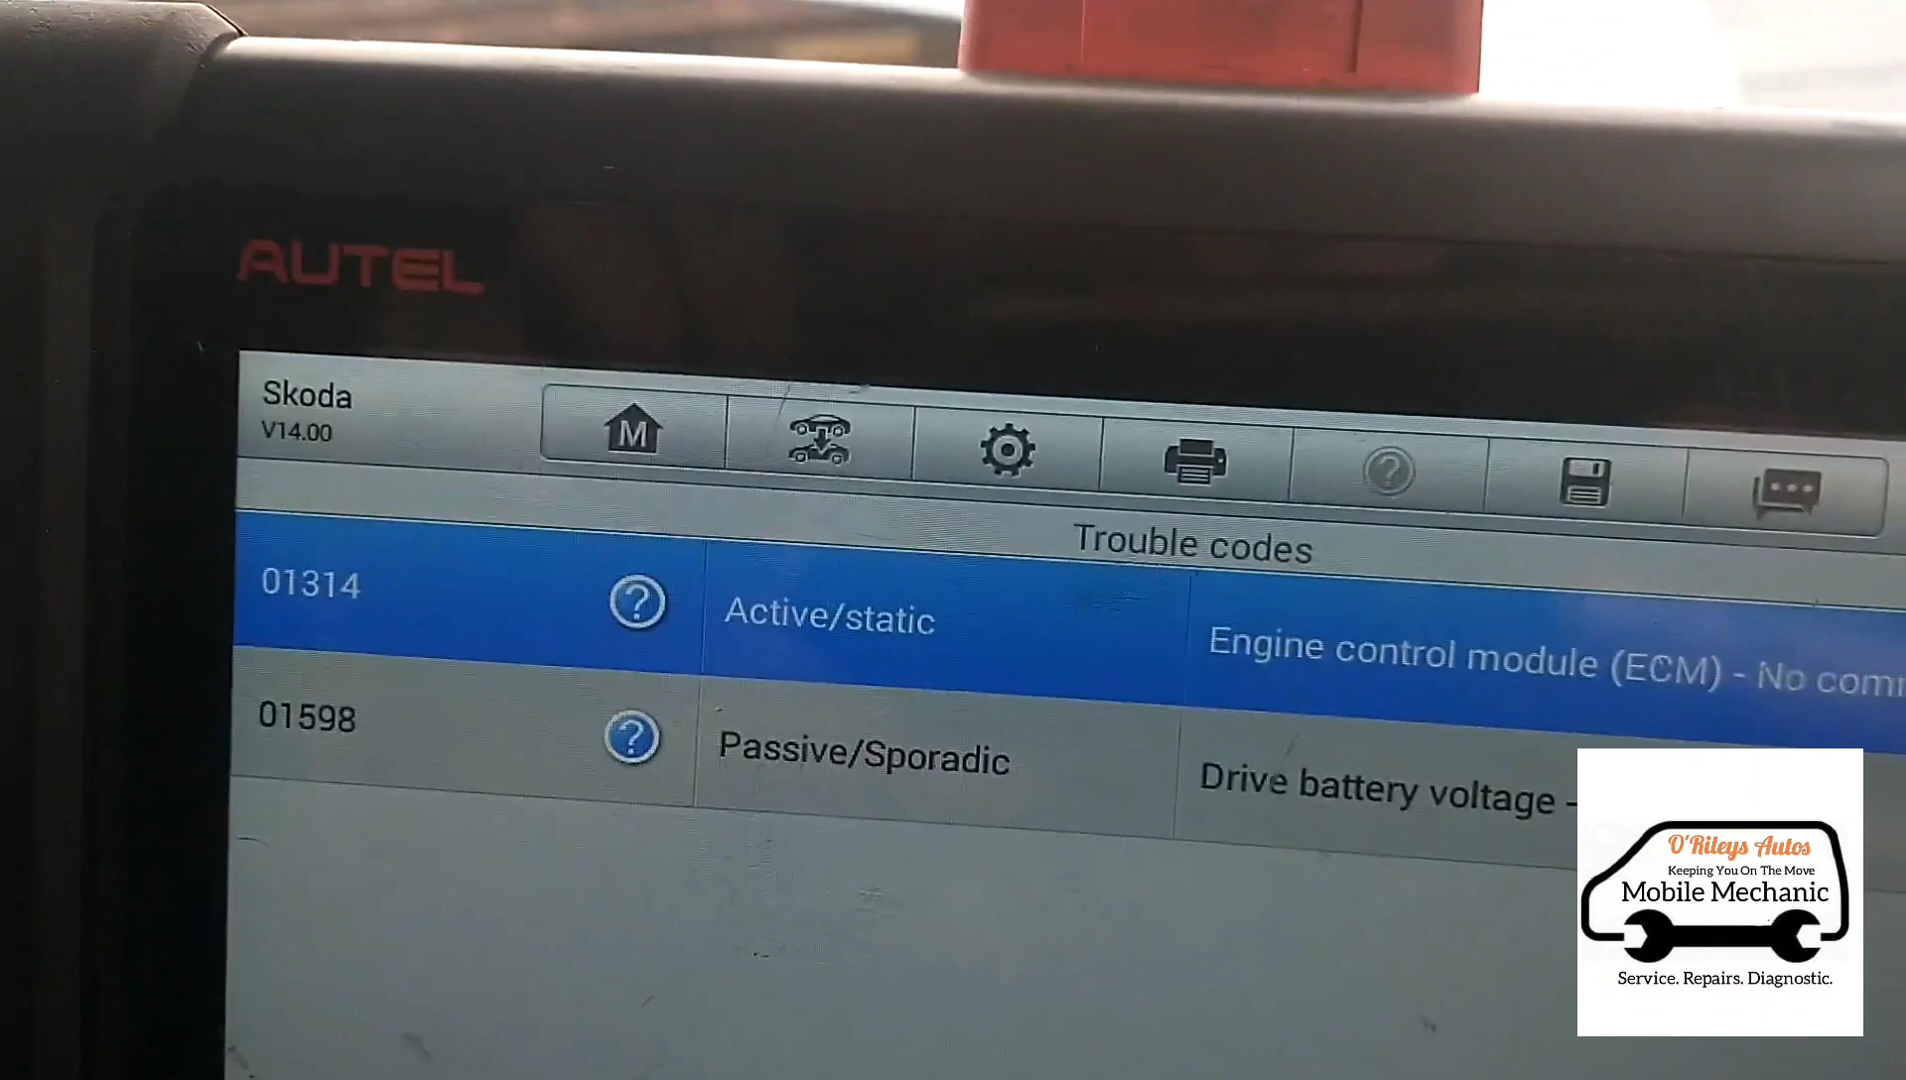 AUTEL
Skoda
V14.00
M
Trouble codes
01314 ? Active/static Engine control module (ECM) - No
01598 ? Passive/Sporadic Drive battery voltage -
O'Rileys Autos
Keeping You On The Move
Mobile Mechanic
Service. Repairs. Diagnostic.